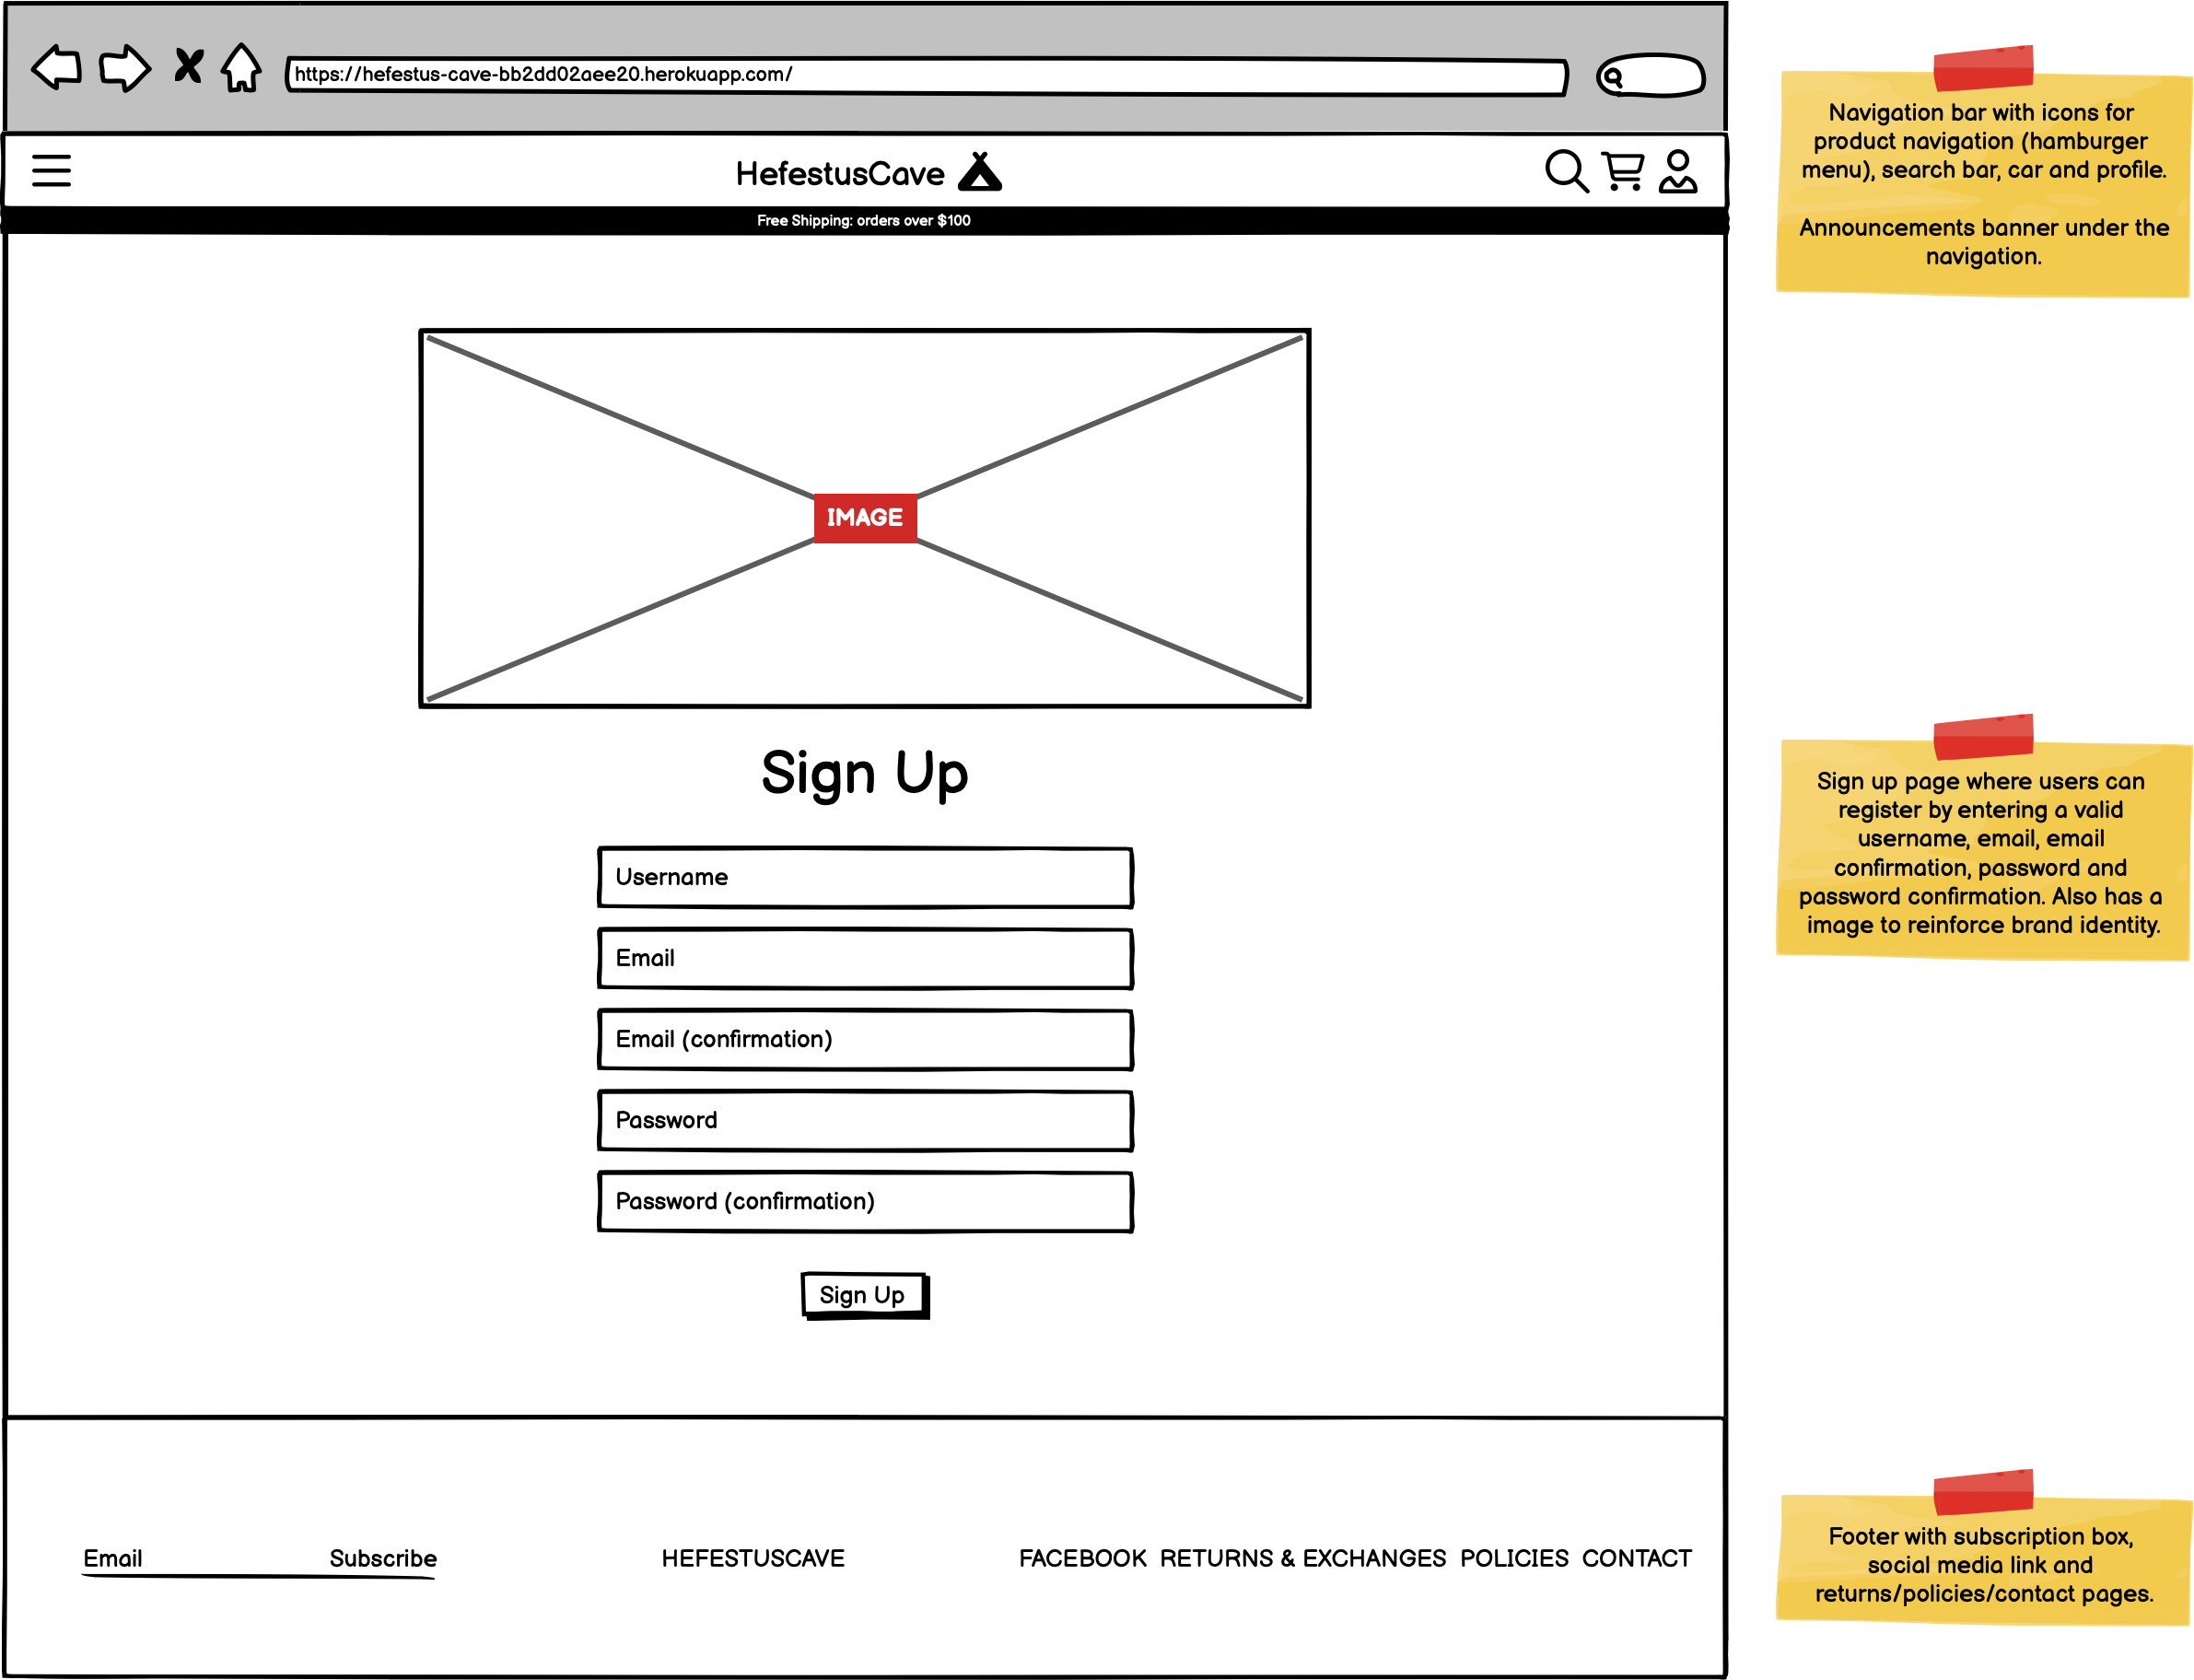 https://hefestus-cave-bb2dd02aee20.herokuapp.com/
HefestusCave
Free Shipping: orders over $100
IMAGE
Sign Up
Username
Email
Email (confirmation)
Password
Password (confirmation)
Sign Up
Email
Subscribe
HEFESTUSCAVE
FACEBOOK RETURNS & EXCHANGES POLICIES CONTACT
Navigation bar with icons for
product navigation (hamburger
menu), search bar, car and profile.
Announcements banner under the
navigation.
Sign up page where users can
register by entering a valid
username, email, email
confirmation, password and
password confirmation. Also has a
image to reinforce brand identity.
Footer with subscription box,
social media link and
returns/policies/contact pages.